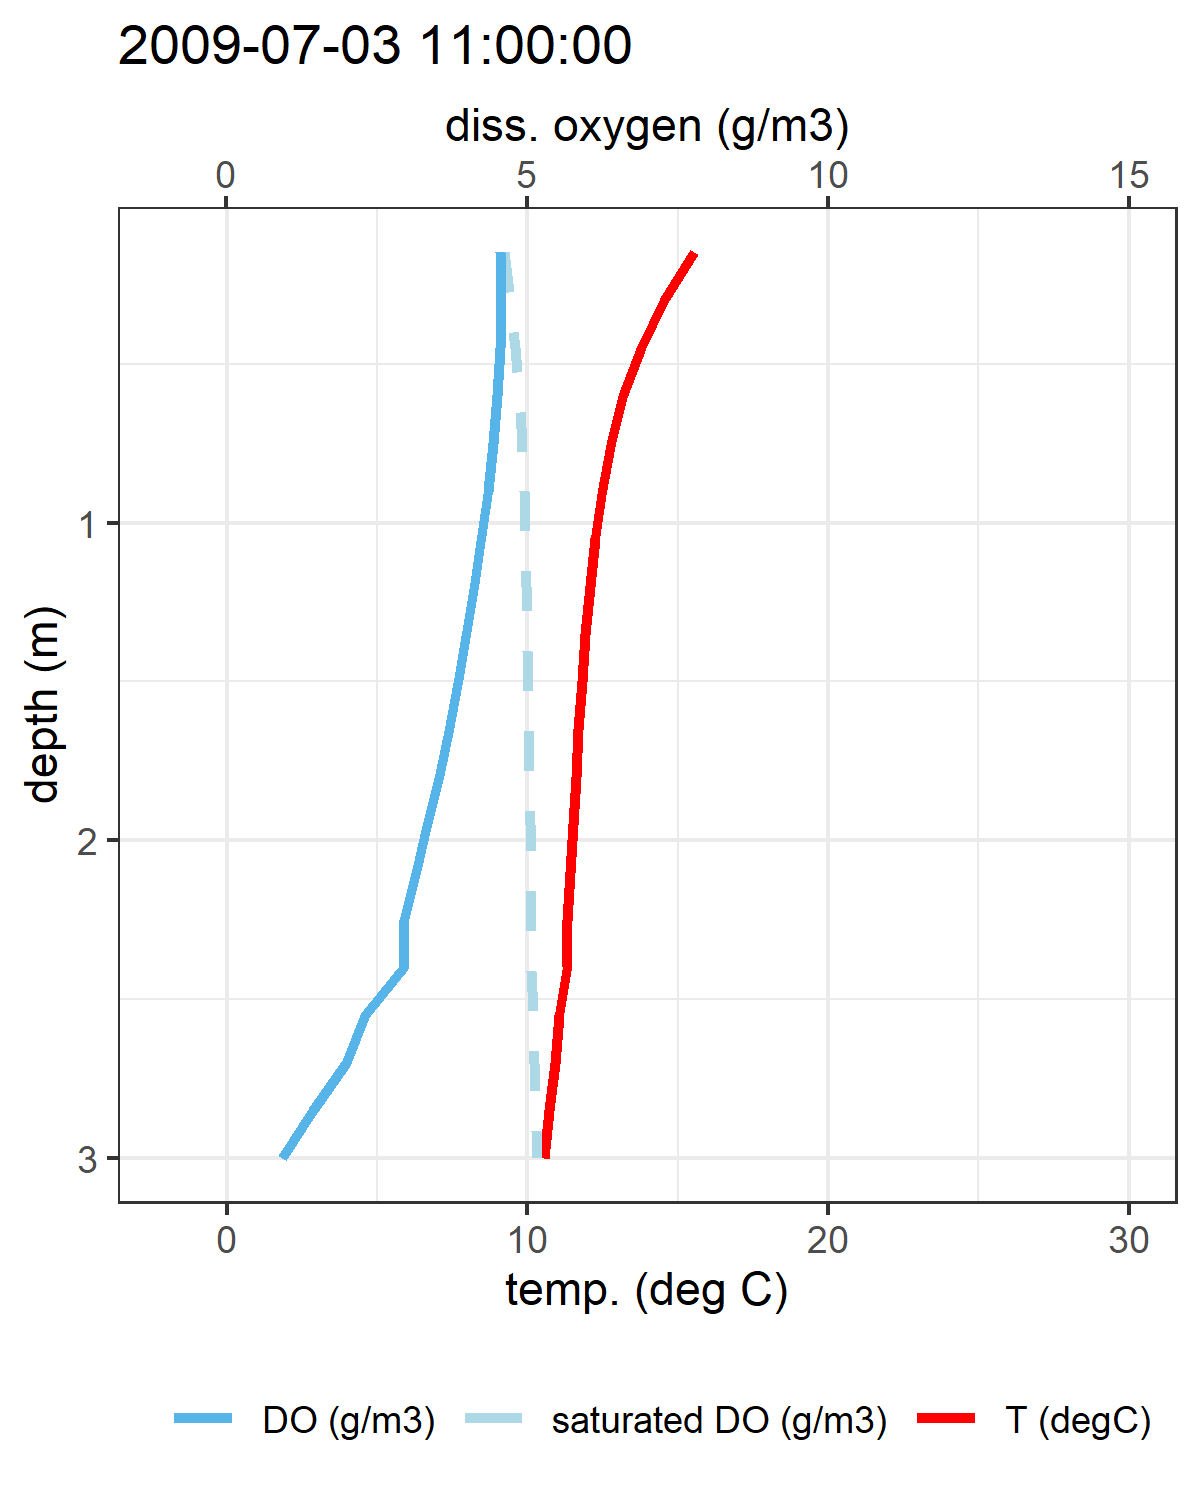 2009-07-03 11:00:00
diss. oxygen (g/m3)
0 5 10 15
depth (m)
1
2
3
0 10 20 30
temp. (deg C)
DO (g/m3) saturated DO (g/m3) T (degC)